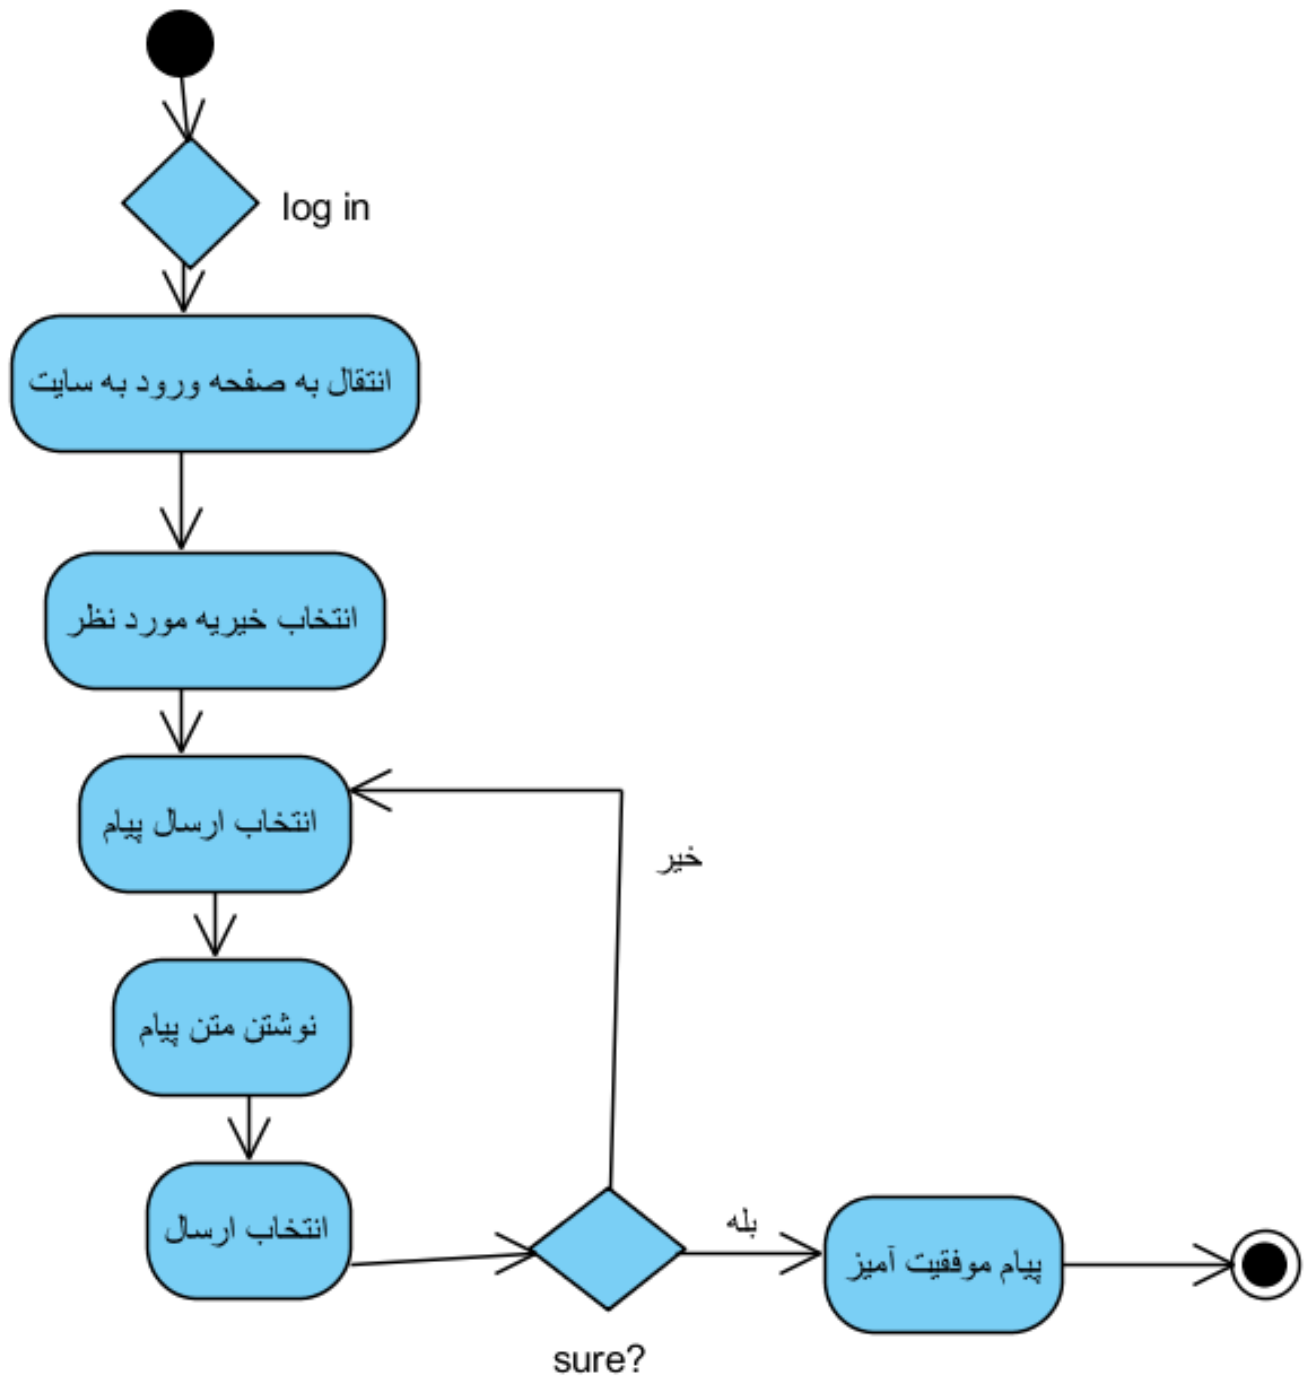 log in
انتقال به صفحه ورود به سایت
انتخاب خیریه مورد نظر
انتخاب ارسال پیام
خیر
نوشتن متن پیام
انتخاب ارسال
بله
پیام موفقیت آمیز
sure?